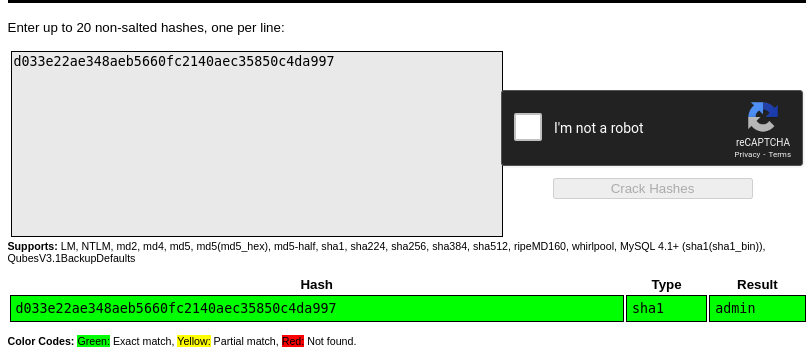 Enter up to 20 non-salted hashes, one per line:
d033e22ae348aeb5660fc2140aec35850c4da997
I'm not a robot
reCAPTCHA
Privacy - Terms
Crack Hashes
Supports: LM, NTLM, md2, md4, md5, md5(md5_hex), md5-half, sha1, sha224, sha256, sha384, sha512, ripeMD160, whirlpool, MySQL 4.1+ (sha1(sha1_bin)),
QubesV3.1BackupDefaults
Hash Type Result
d033e22ae348aeb5660fc2140aec35850c4da997 sha1 admin
Color Codes: Green: Exact match, Yellow: Partial match, Red: Not found.